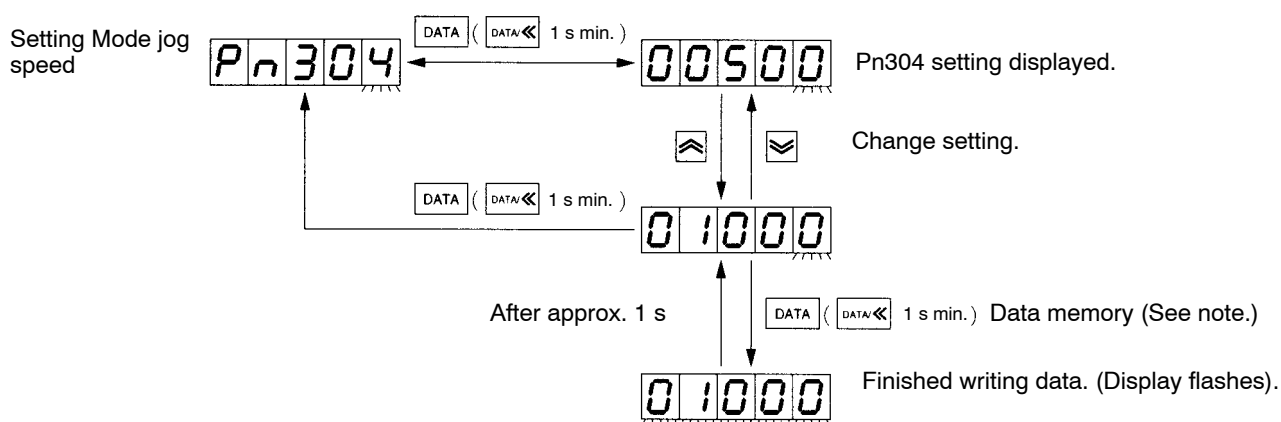 Setting Mode jog
speed
Pn304
DATA ( DATA/≪ 1 s min. )
00500
Pn304 setting displayed.
Change setting.
DATA ( DATA/≪ 1 s min. )
01000
After approx. 1 s
DATA ( DATA/≪ 1 s min. ) Data memory (See note.)
01000
Finished writing data. (Display flashes).